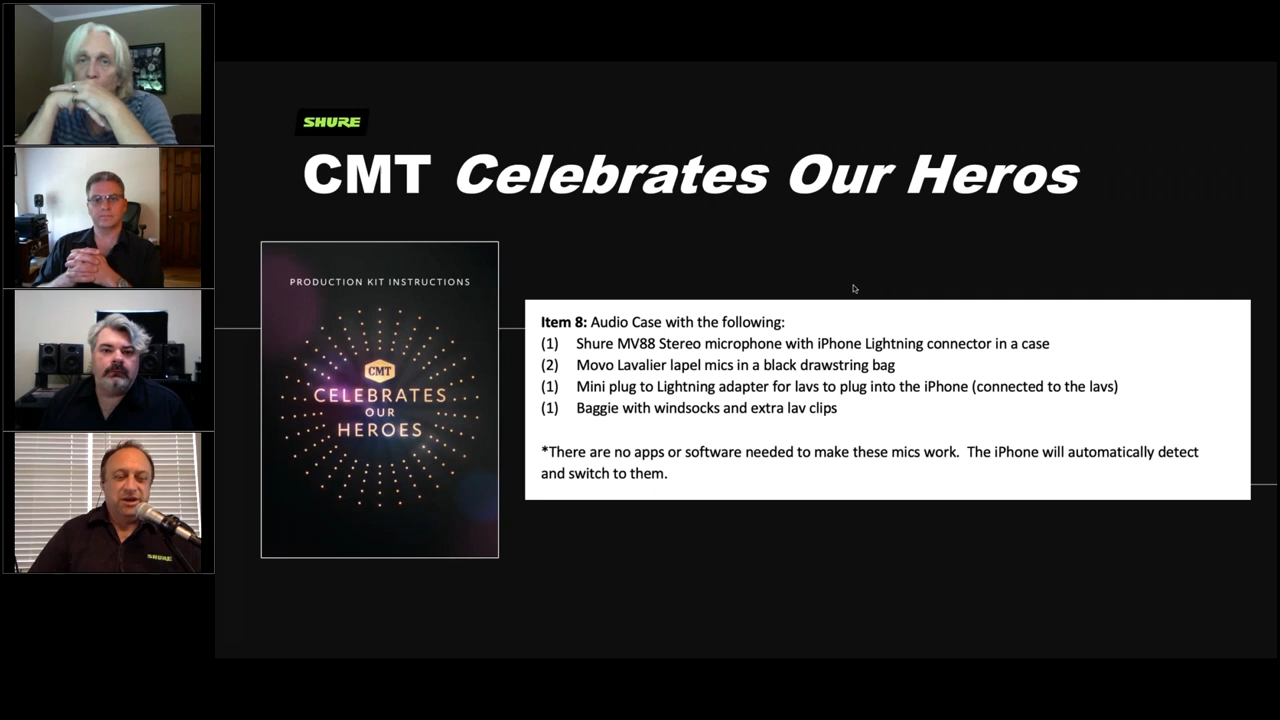 SHURE
CMT Celebrates Our Heros
PRODUCTION KIT INSTRUCTIONS
CMT
CELEBRATES
OUR
HEROES
Item 8: Audio Case with the following:
(1) Shure MV88 Stereo microphone with iPhone Lightning connector in a case
(2) Movo Lavalier lapel mics in a black drawstring bag
(1) Mini plug to Lightning adapter for lavs to plug into the iPhone (connected to the lavs)
(1) Baggie with windsocks and extra lav clips
*There are no apps or software needed to make these mics work. The iPhone will automatically detect
and switch to them.
SHURE